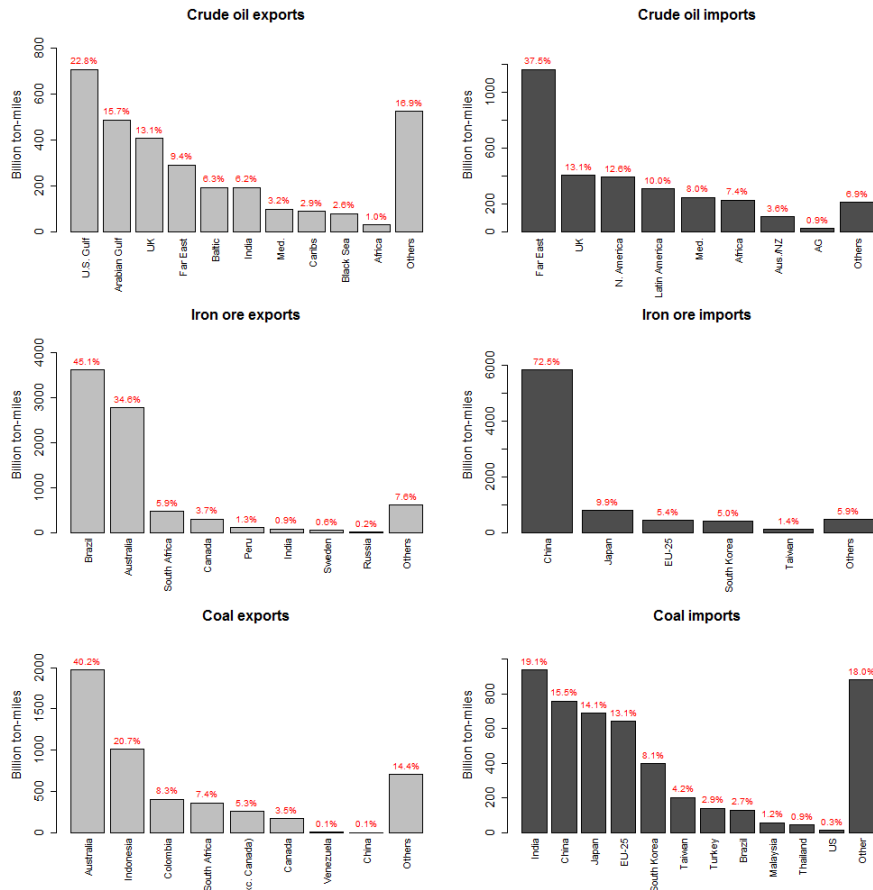 Crude oil exports
Billion ton-miles
800
600
400
200
0
22.8%
15.7%
13.1%
9.4%
6.3%
6.2%
3.2%
2.9%
2.6%
1.0%
16.9%
U.S. Gulf
Arabian Gulf
UK
Far East
Baltic
India
Med.
Caribs
Black Sea
Africa
Others
Crude oil imports
Billion ton-miles
1000
600
200
0
37.5%
13.1%
12.6%
10.0%
8.0%
7.4%
3.6%
0.9%
6.9%
Far East
UK
N. America
Latin America
Med.
Africa
Aus./NZ
AG
Others
Iron ore exports
Billion ton-miles
4000
3000
2000
1000
0
45.1%
34.6%
5.9%
3.7%
1.3%
0.9%
0.6%
0.2%
7.6%
Brazil
Australia
South Africa
Canada
Peru
India
Sweden
Russia
Others
Iron ore imports
Billion ton-miles
6000
4000
2000
0
72.5%
9.9%
5.4%
5.0%
1.4%
5.9%
China
Japan
EU-25
South Korea
Taiwan
Others
Coal exports
Billion ton-miles
2000
1500
1000
500
0
40.2%
20.7%
8.3%
7.4%
5.3%
3.5%
0.1%
0.1%
14.4%
Australia
Indonesia
Colombia
South Africa
xc. Canada)
Canada
Venezuela
China
Others
Coal imports
Billion ton-miles
800
600
400
200
0
19.1%
15.5%
14.1%
13.1%
8.1%
4.2%
2.9%
2.7%
1.2%
0.9%
0.3%
18.0%
India
China
Japan
EU-25
South Korea
Taiwan
Turkey
Brazil
Malaysia
Thailand
US
Other